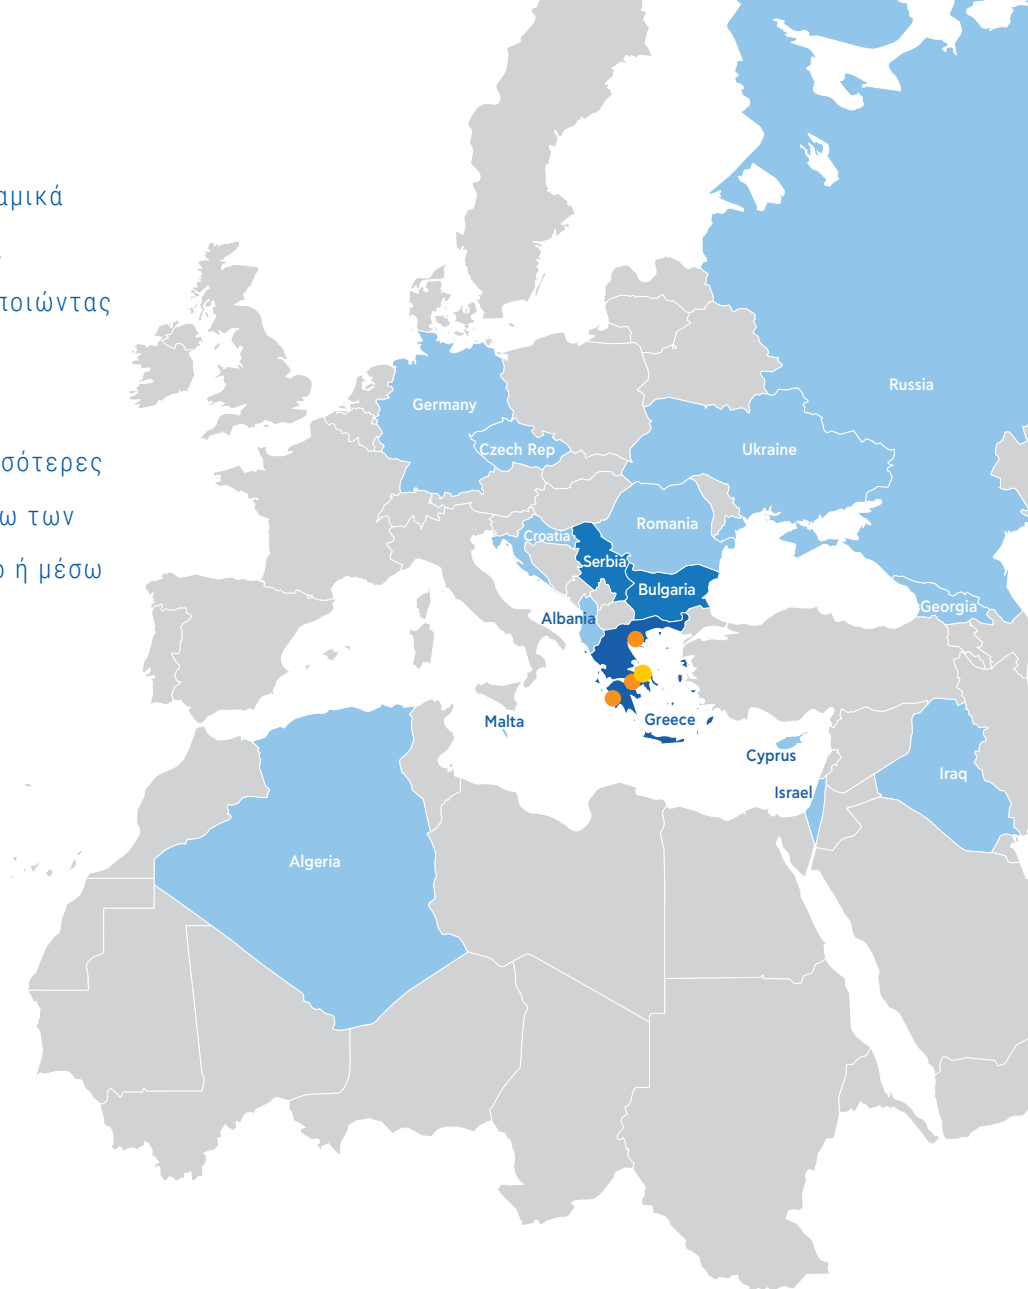 αμικά
ποιώντας
σότερες
ω των
ή μέσω
Russia
Germany
Czech Rep
Ukraine
Romania
Croatia
Serbia
Bulgaria
Georgia
Albania
Malta
Greece
Cyprus
Iraq
Israel
Algeria